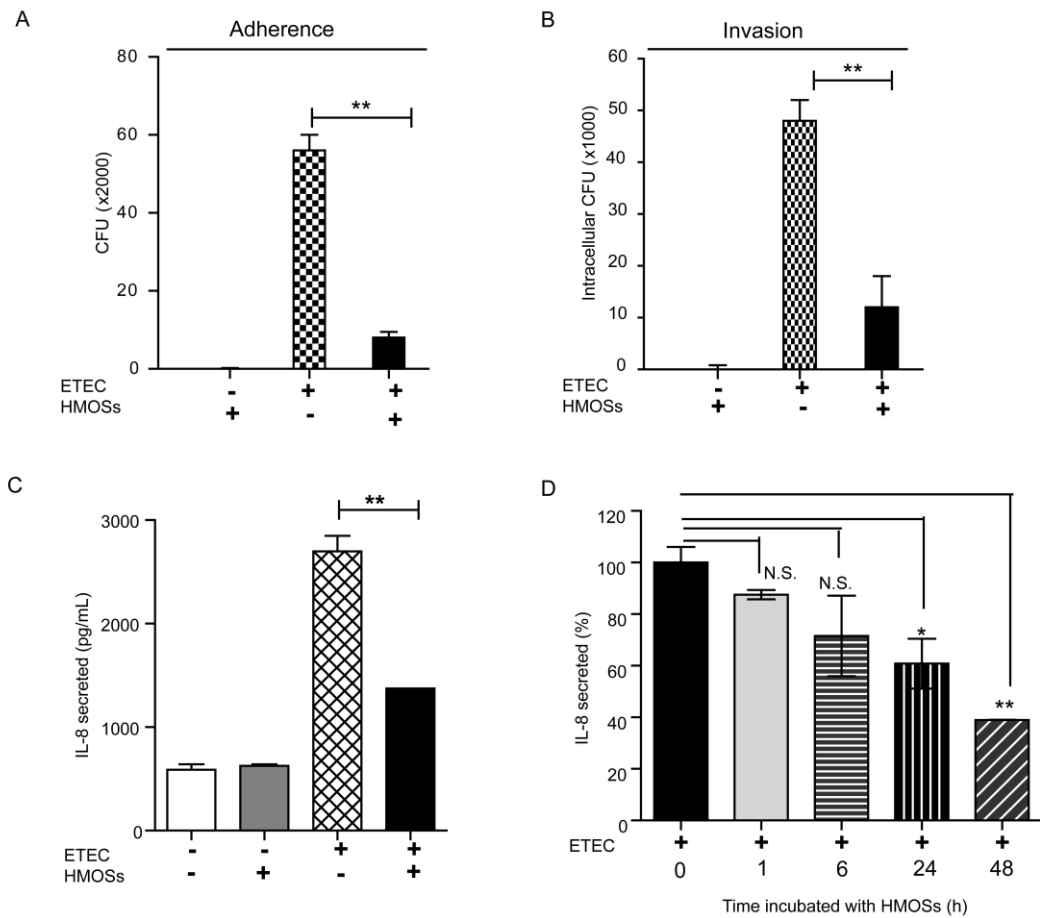 A
Adherence
80
60
40
20
0
CFU (x2000)
**
ETEC - + +
HMOSs + - +
B
Invasion
60
50
40
30
20
10
0
Intracellular CFU (x1000)
**
ETEC - + +
HMOSs + - +
C
3000
2000
1000
0
IL-8 secreted (pg/mL)
**
ETEC - - + +
HMOSs - + - +
D
120
100
80
60
40
20
0
IL-8 secreted (%)
N.S.
N.S.
*
**
ETEC + + + + +
0 1 6 24 48
Time incubated with HMOSs (h)